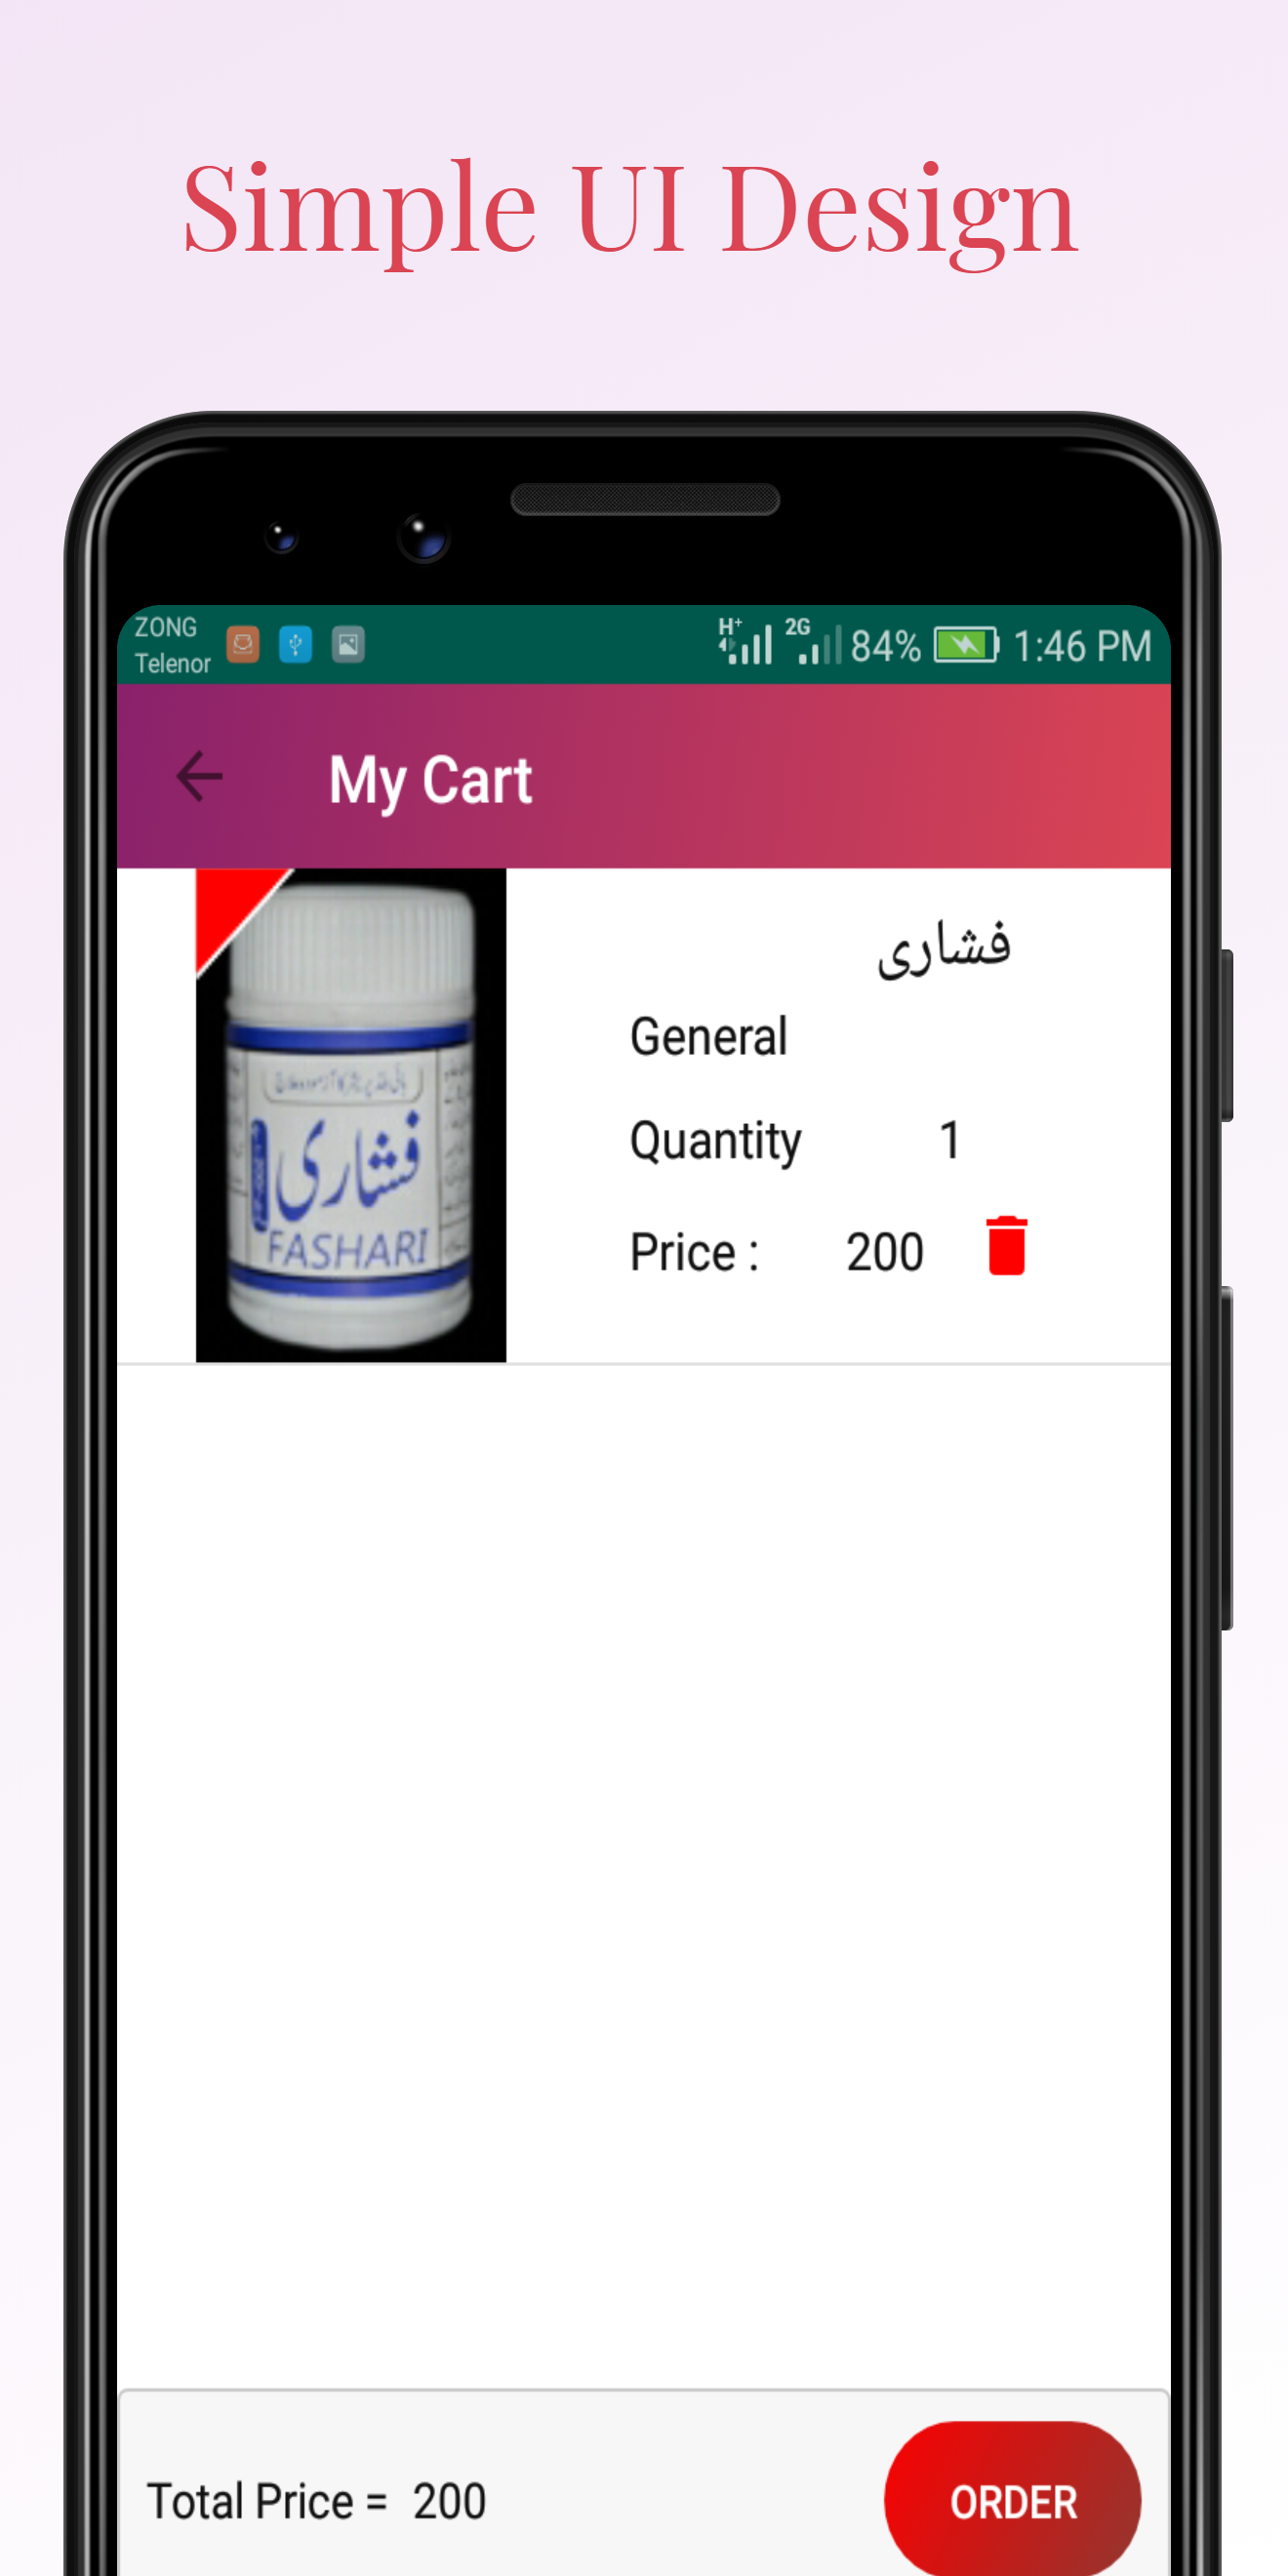 Simple UI Design
ZONG
Telenor
H+
2G
84%
1:46 PM
My Cart
فشاری
General
Quantity 1
Price : 200
فشاری
FASHARI
Total Price = 200
ORDER